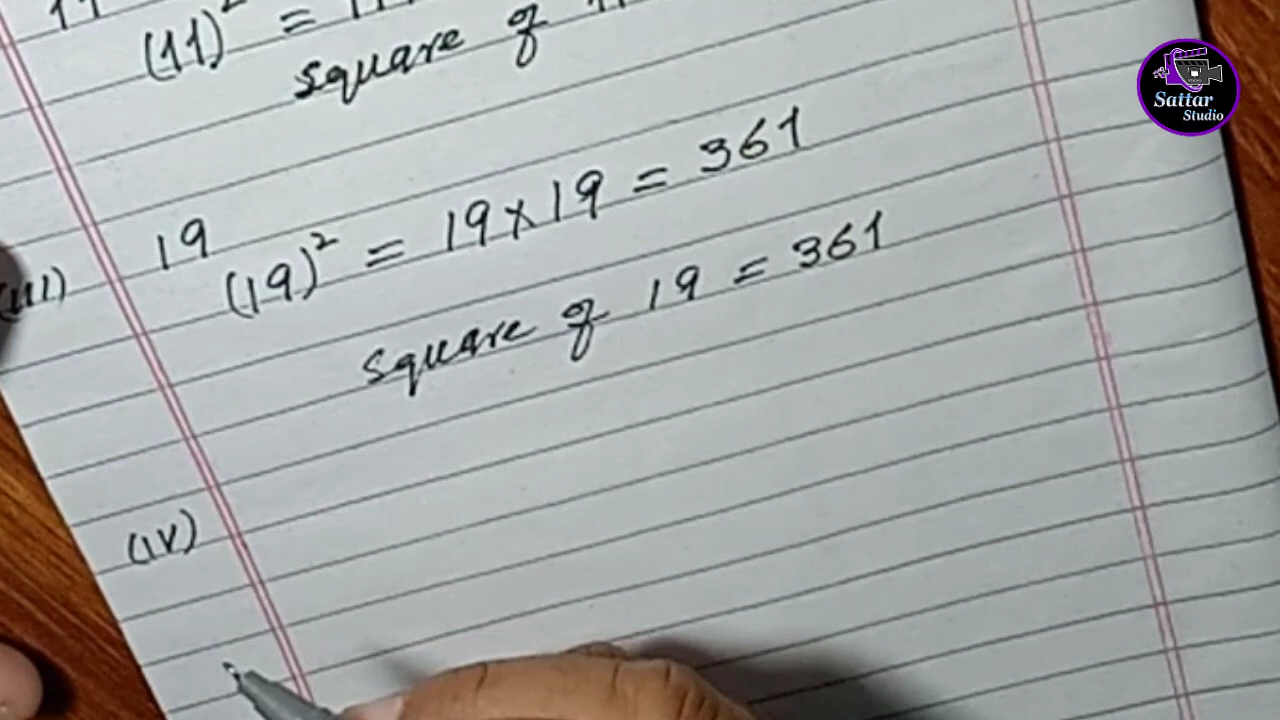 (11)² =
square of
(III) 19
(19)² = 19 × 19 = 361
square of 19 = 361
(IV)
Sattar
Studio